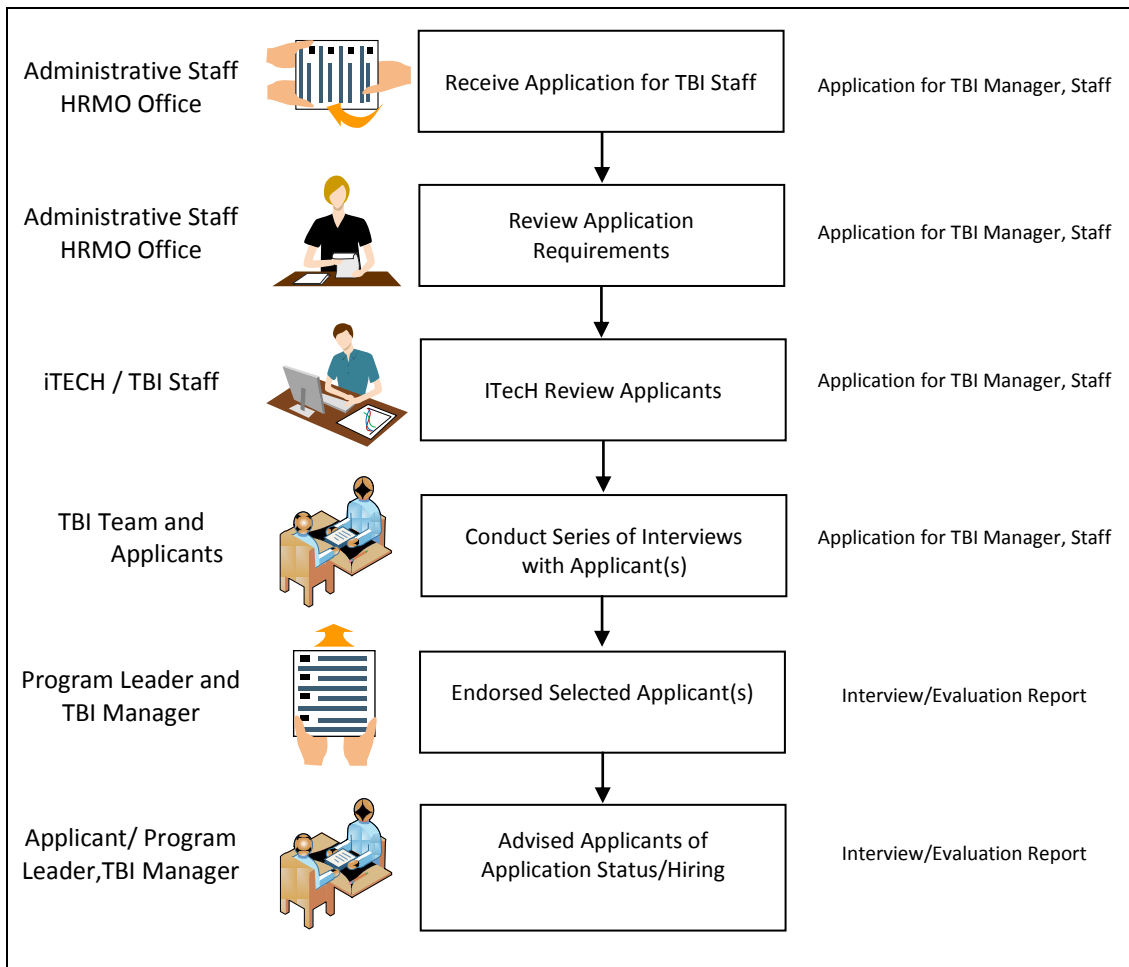 Administrative Staff
HRMO Office
Receive Application for TBI Staff
Application for TBI Manager, Staff
Administrative Staff
HRMO Office
Review Application
Requirements
Application for TBI Manager, Staff
iTECH / TBI Staff
ITecH Review Applicants
Application for TBI Manager, Staff
TBI Team and
Applicants
Conduct Series of Interviews
with Applicant(s)
Application for TBI Manager, Staff
Program Leader and
TBI Manager
Endorsed Selected Applicant(s)
Interview/Evaluation Report
Applicant/ Program
Leader,TBI Manager
Advised Applicants of
Application Status/Hiring
Interview/Evaluation Report